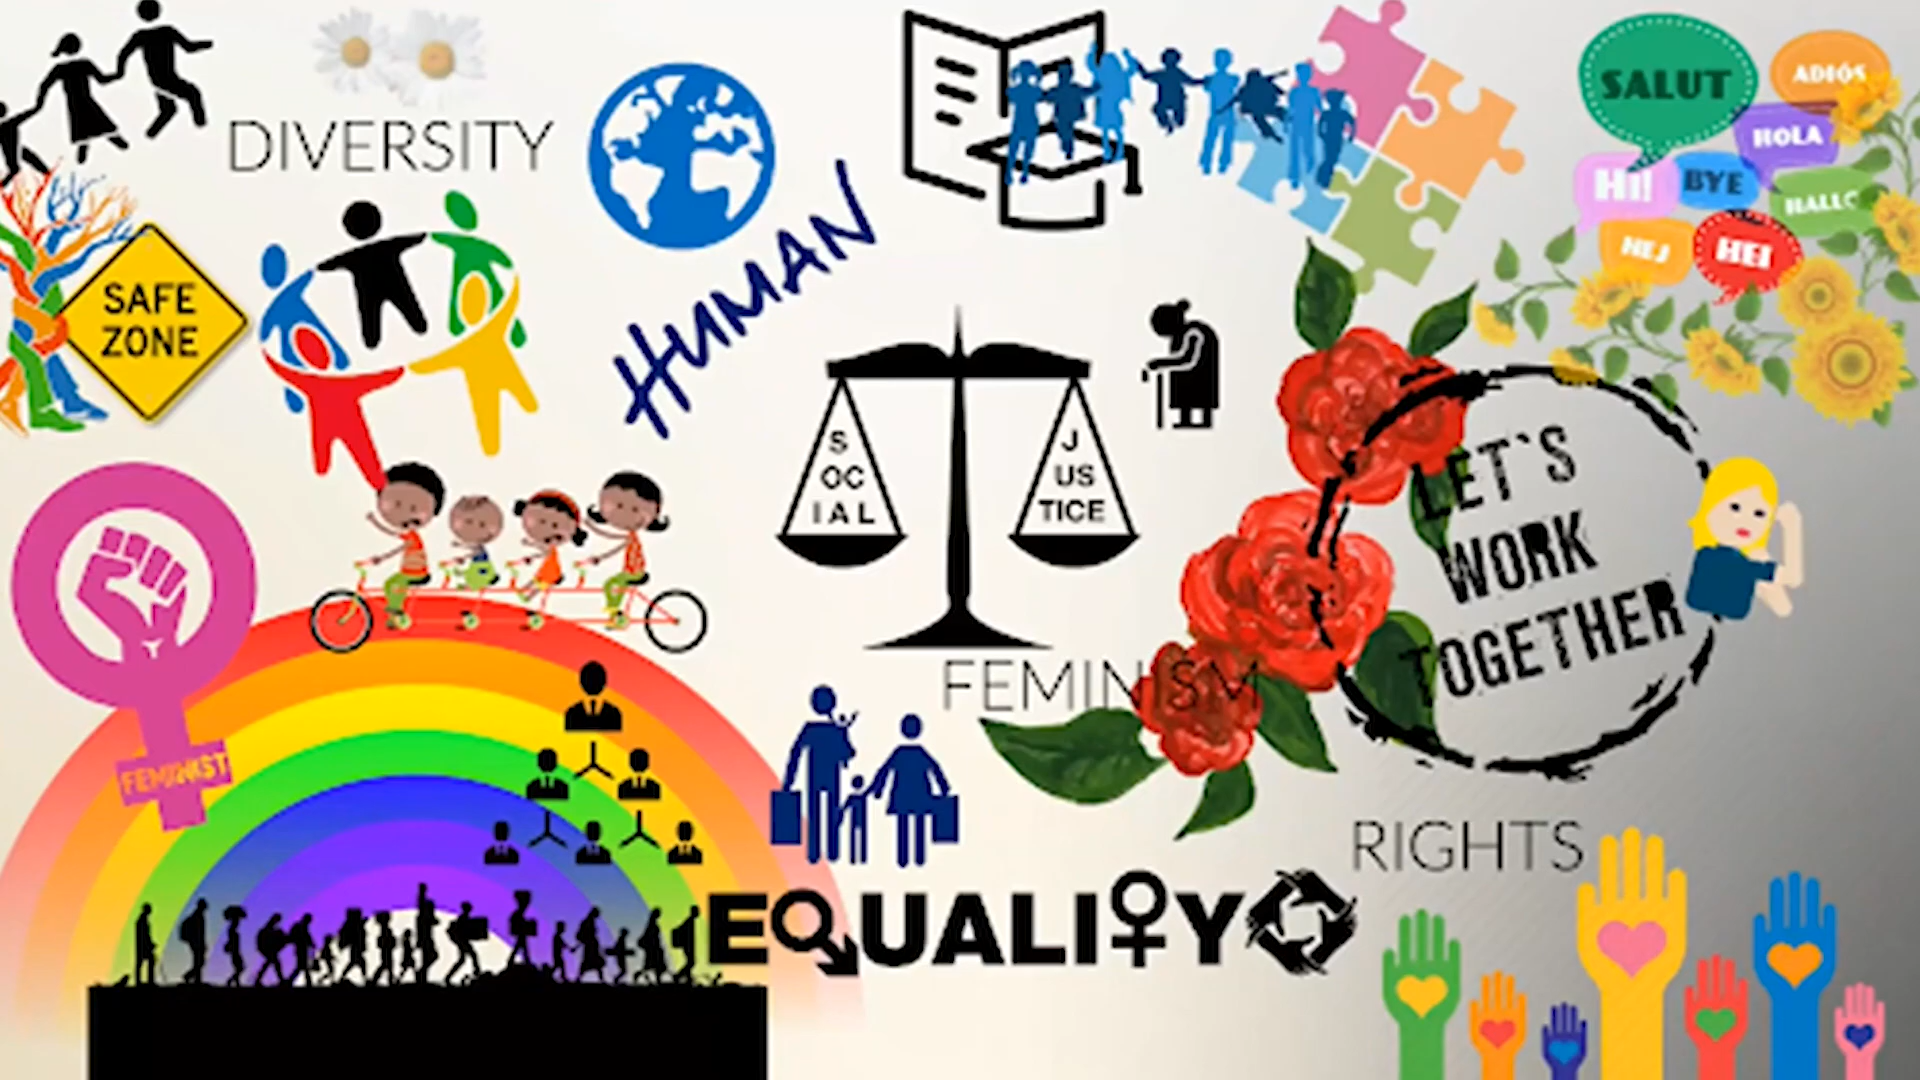 DIVERSITY
SALUT
ADIÓS
HOLA
HI!
BYE
HALLO
HEJ
HEI
SAFE
ZONE
HUMAN
S
OC
IAL
J
US
TICE
LET`S
WORK
TOGETHER
FEMINISM
FEMINIST
RIGHTS
EQUALITY